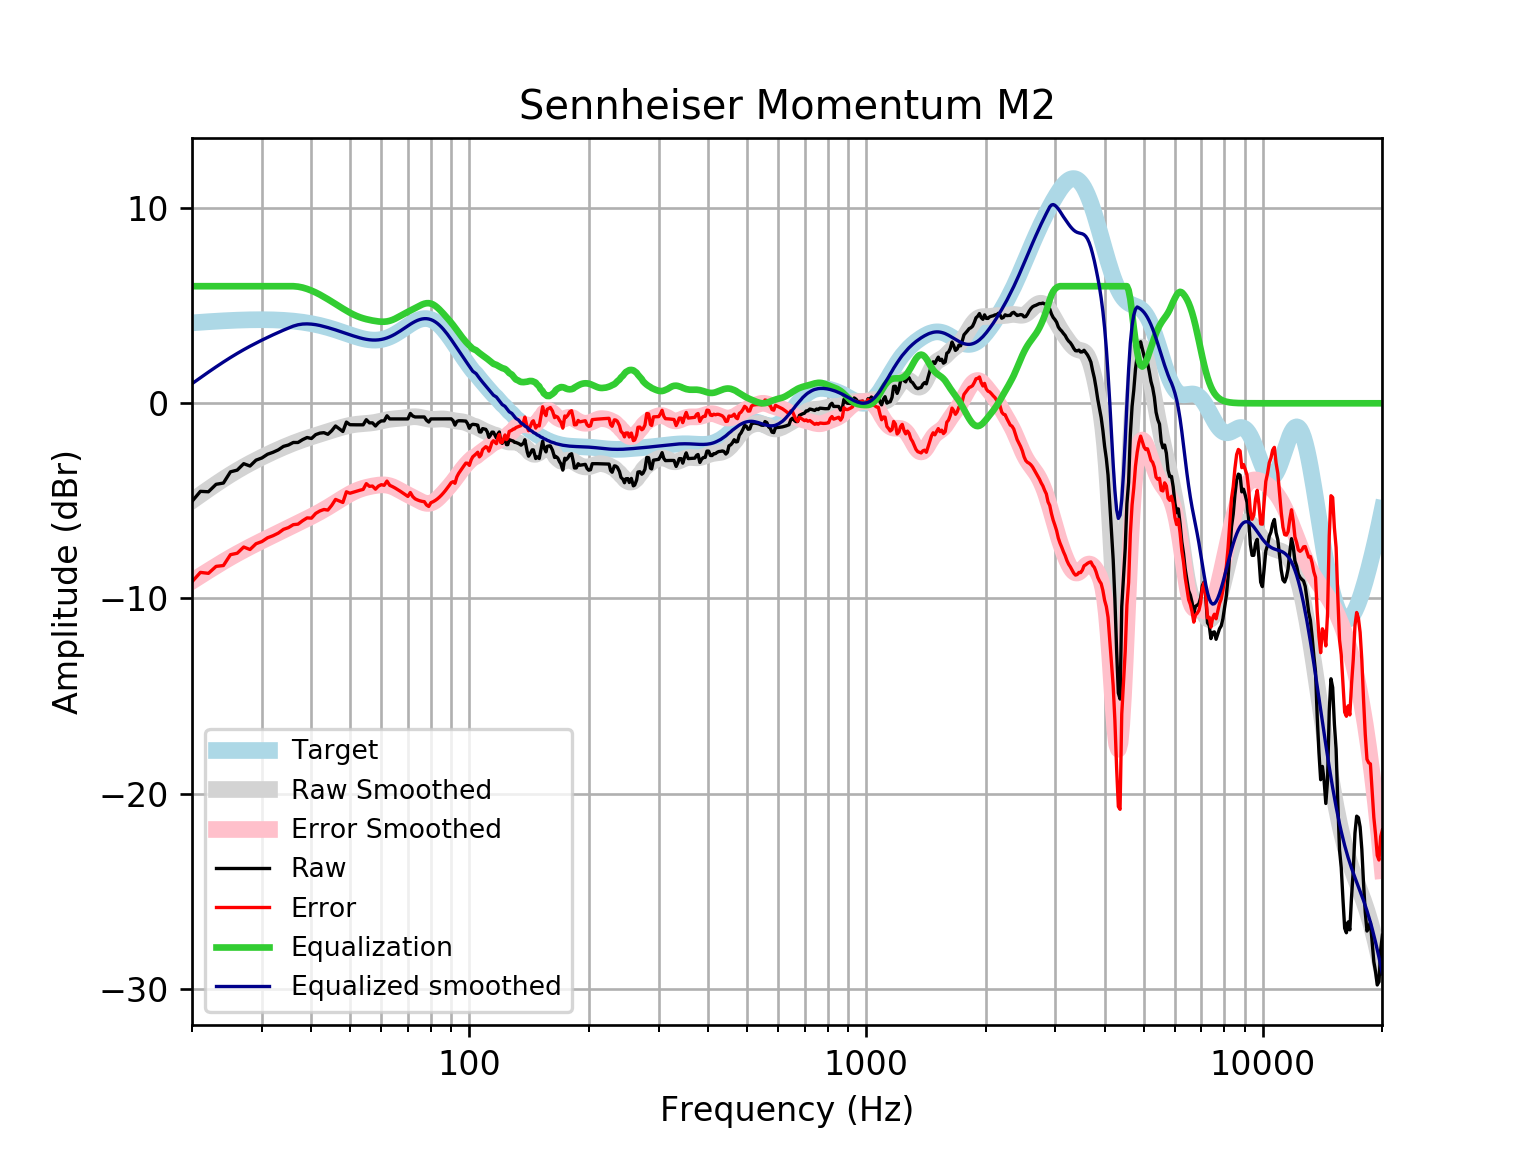 Sennheiser Momentum M2
Amplitude (dBr)
10
0
−10
−20
−30
Target
Raw Smoothed
Error Smoothed
Raw
Error
Equalization
Equalized smoothed
100
1000
10000
Frequency (Hz)